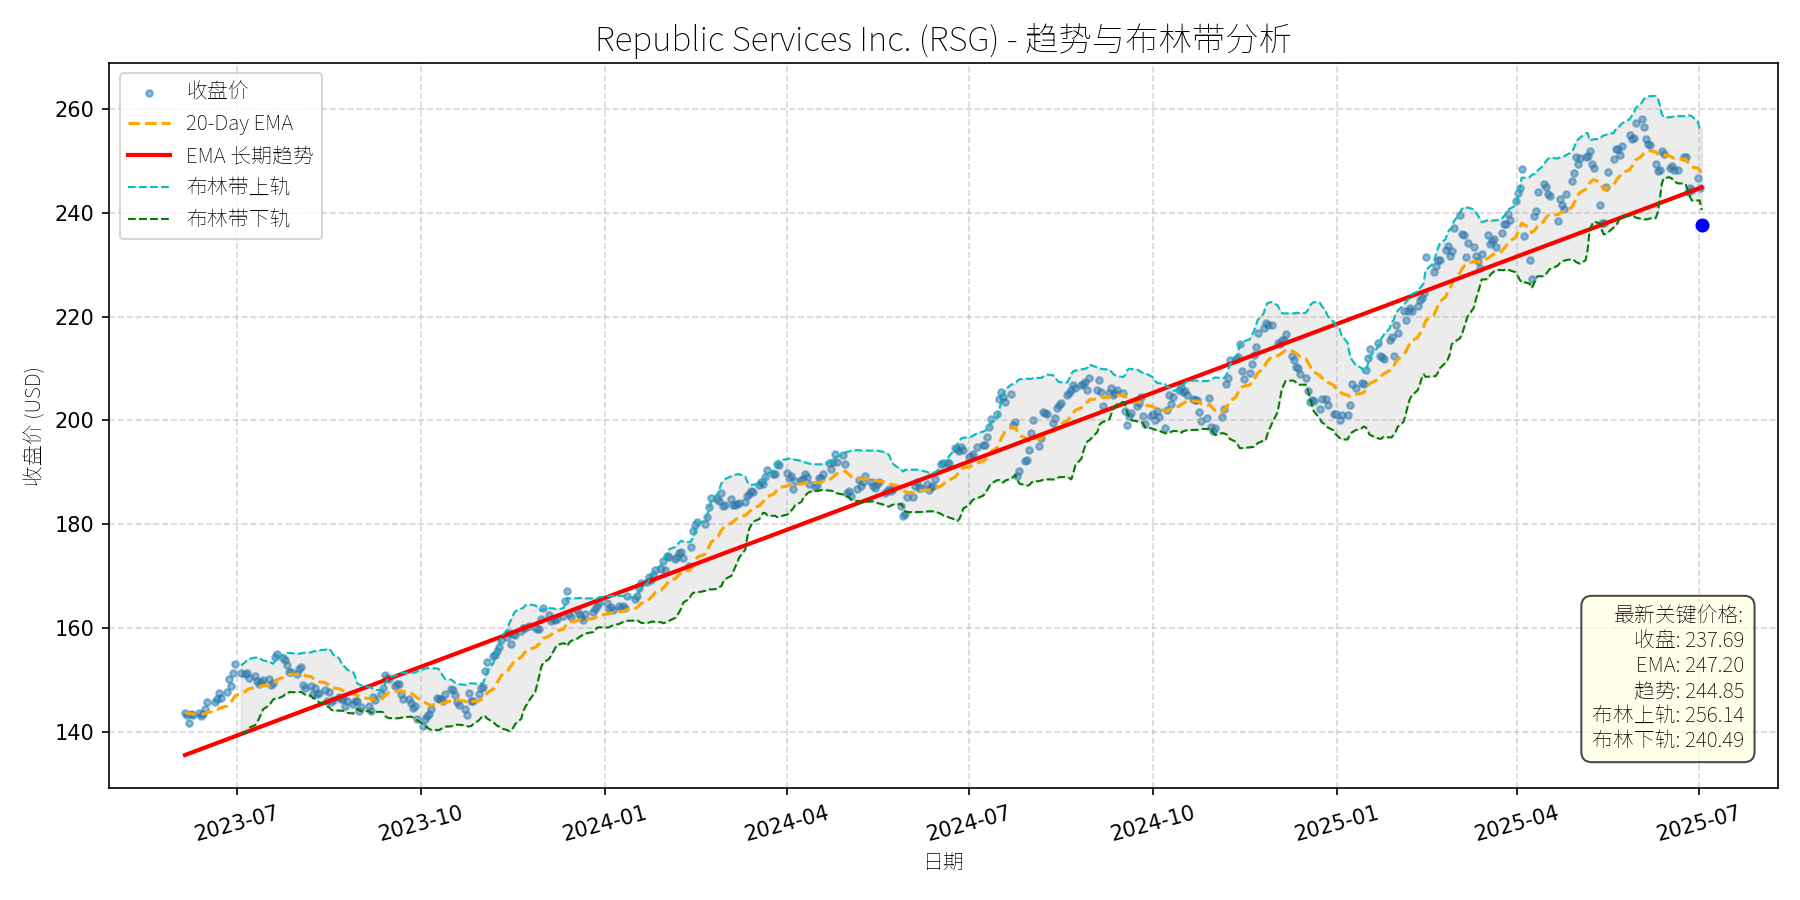 Republic Services Inc. (RSG) - 趋势与布林带分析
收盘价
20-Day EMA
EMA 长期趋势
布林带上轨
布林带下轨
收盘价 (USD)
260
240
220
200
180
160
140
最新关键价格:
收盘: 237.69
EMA: 247.20
趋势: 244.85
布林上轨: 256.14
布林下轨: 240.49
2023-07
2023-10
2024-01
2024-04
2024-07
2024-10
2025-01
2025-04
2025-07
日期